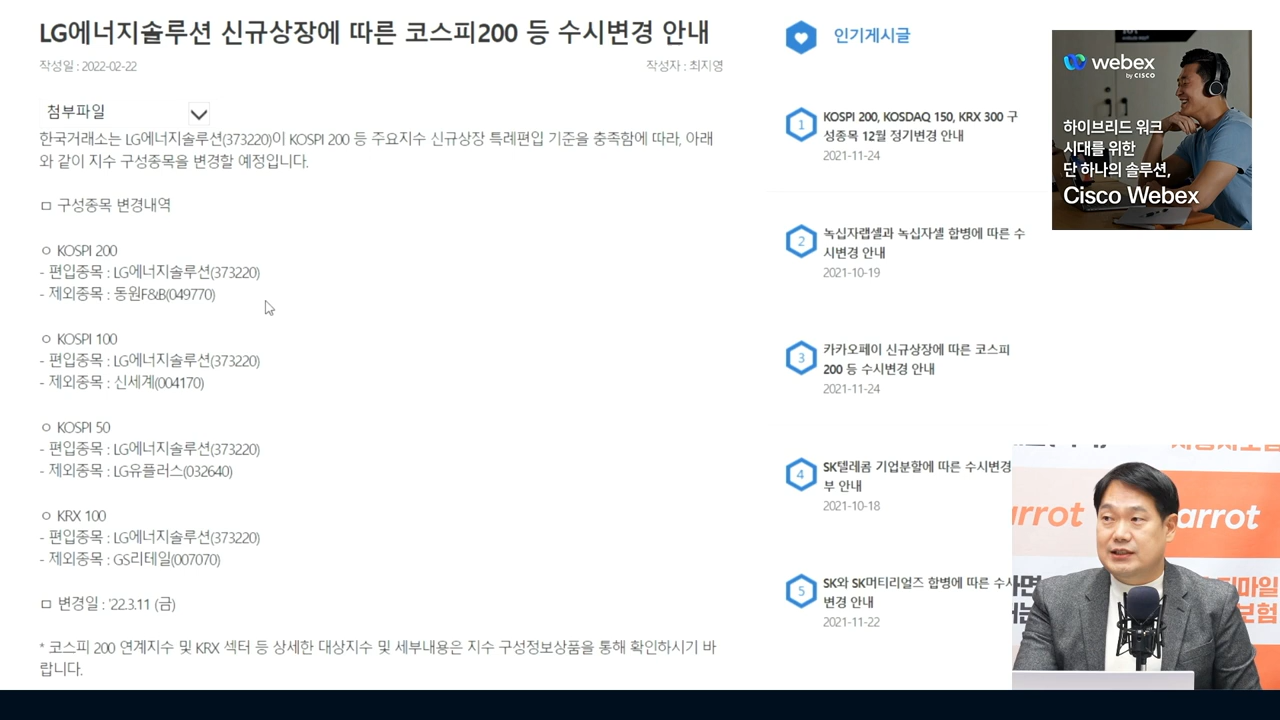 LG에너지솔루션 신규상장에 따른 코스피200 등 수시변경 안내
작성일 : 2022-02-22
작성자 : 최지영
첨부파일
한국거래소는 LG에너지솔루션(373220)이 KOSPI 200 등 주요지수 신규상장 특례편입 기준을 충족함에 따라, 아래
와 같이 지수 구성종목을 변경할 예정입니다.
ㅁ 구성종목 변경내역
ㅇ KOSPI 200
- 편입종목 : LG에너지솔루션(373220)
- 제외종목 : 동원F&B(049770)
ㅇ KOSPI 100
- 편입종목 : LG에너지솔루션(373220)
- 제외종목 : 신세계(004170)
ㅇ KOSPI 50
- 편입종목 : LG에너지솔루션(373220)
- 제외종목 : LG유플러스(032640)
ㅇ KRX 100
- 편입종목 : LG에너지솔루션(373220)
- 제외종목 : GS리테일(007070)
ㅁ 변경일 : '22.3.11 (금)
* 코스피 200 연계지수 및 KRX 섹터 등 상세한 대상지수 및 세부내용은 지수 구성정보상품을 통해 확인하시기 바
랍니다.
인기게시글
1
KOSPI 200, KOSDAQ 150, KRX 300 구
성종목 12월 정기변경 안내
2021-11-24
2
녹십자랩셀과 녹십자셀 합병에 따른 수
시변경 안내
2021-10-19
3
카카오페이 신규상장에 따른 코스피
200 등 수시변경 안내
2021-11-24
4
SK텔레콤 기업분할에 따른 수시변경
부 안내
2021-10-18
5
SK와 SK머티리얼즈 합병에 따른 수시
변경 안내
2021-11-22
webex
by CISCO
하이브리드 워크
시대를 위한
단 하나의 솔루션,
Cisco Webex
arrot
arrot
마일
보험